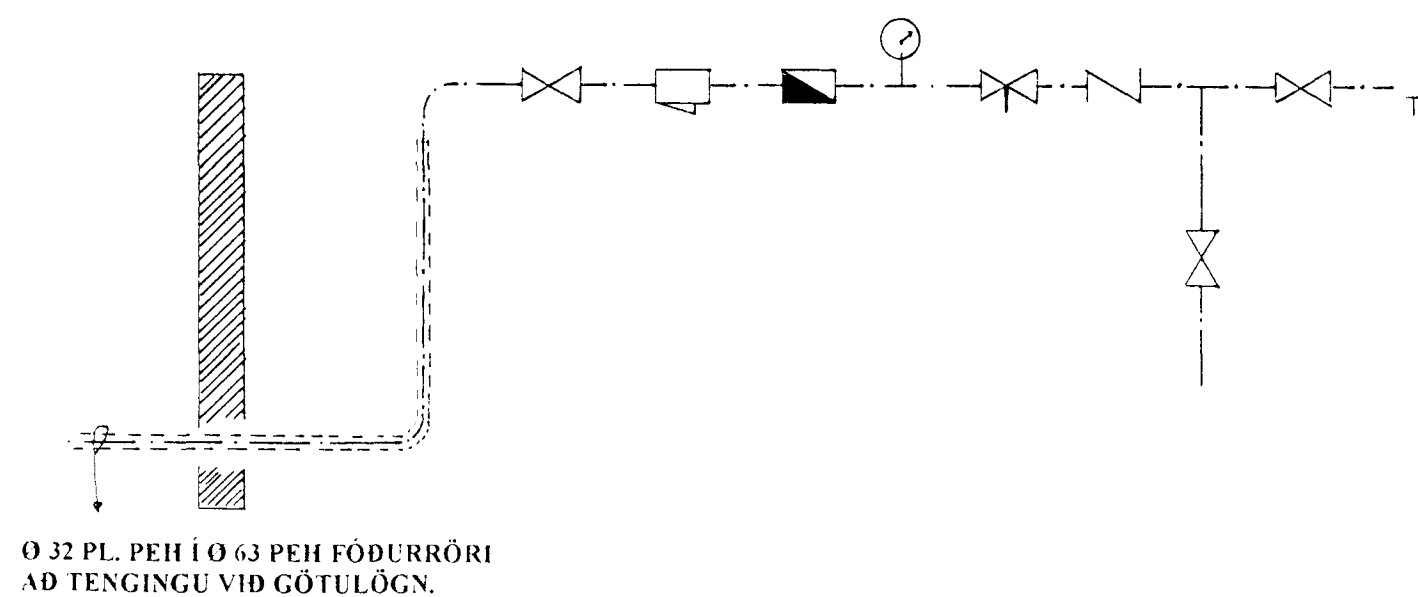 Ø 32 PL. PEH Í Ø 63 PEH FÓÐURRÖRI
AÐ TENGINGU VIÐ GÖTULÖGN.